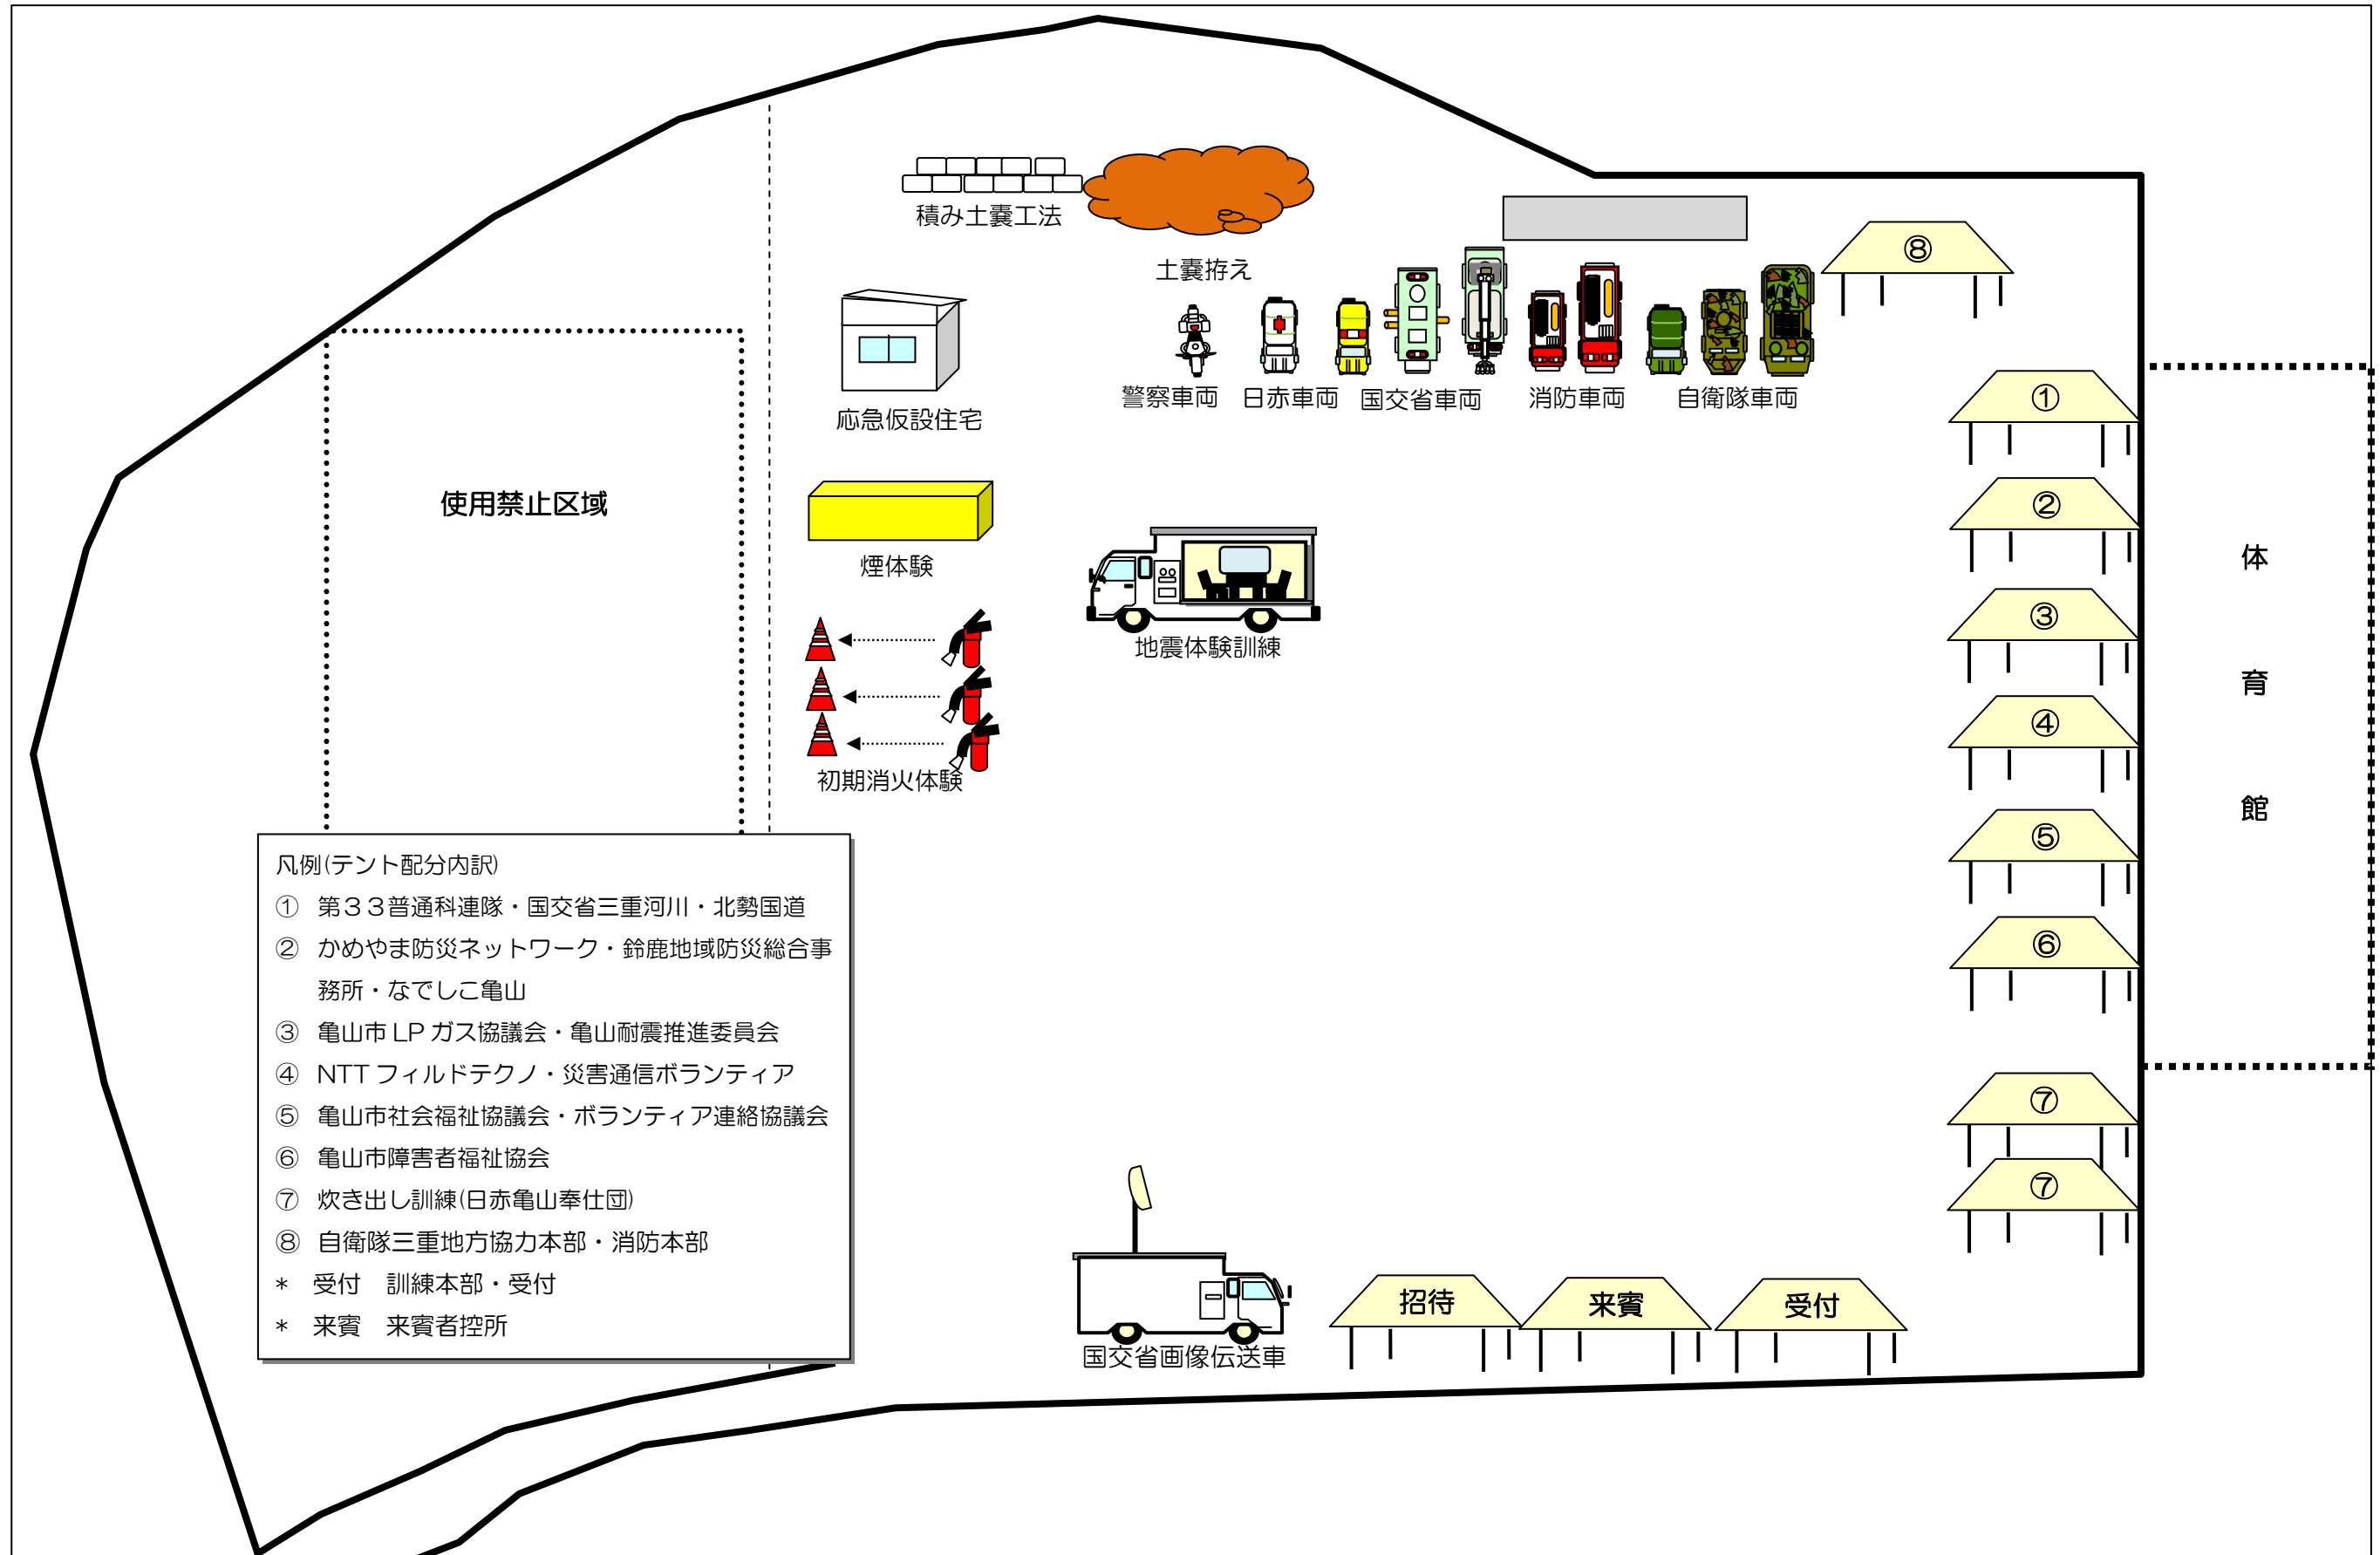 積み土嚢工法
土嚢拵え
⑧
応急仮設住宅
警察車両
日赤車両
国交省車両
消防車両
自衛隊車両
①
使用禁止区域
②
煙体験
地震体験訓練
③
④
初期消火体験
⑤
⑥
体
育
館
⑦
⑦
凡例(テント配分内訳)
① 第33普通科連隊・国交省三重河川・北勢国道
② かめやま防災ネットワーク・鈴鹿地域防災総合事
務所・なでしこ亀山
③ 亀山市LPガス協議会・亀山耐震推進委員会
④ NTTフィルドテクノ・災害通信ボランティア
⑤ 亀山市社会福祉協議会・ボランティア連絡協議会
⑥ 亀山市障害者福祉協会
⑦ 炊き出し訓練(日赤亀山奉仕団)
⑧ 自衛隊三重地方協力本部・消防本部
* 受付 訓練本部・受付
* 来賓 来賓者控所
国交省画像伝送車
招待
来賓
受付